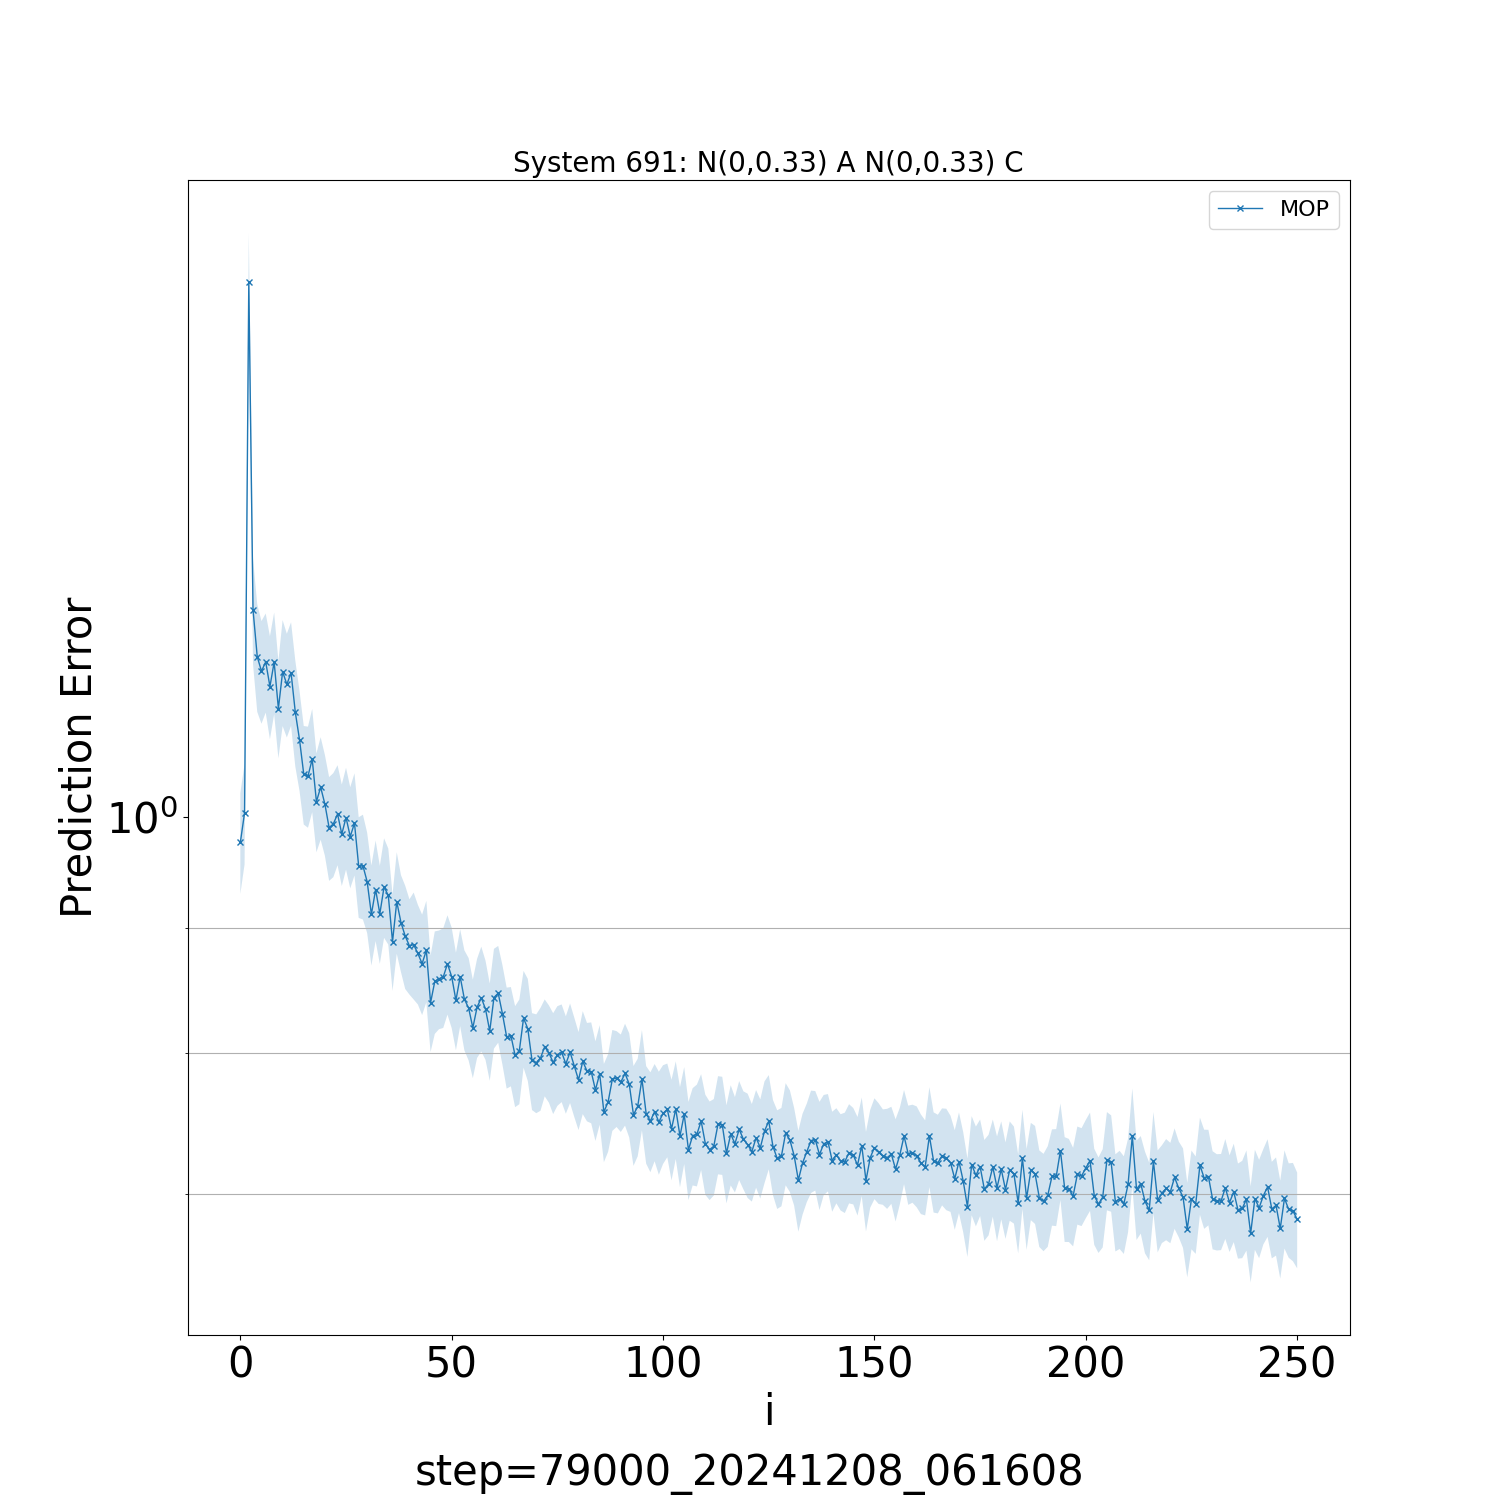 System 691: N(0,0.33) A N(0,0.33) C
MOP
Prediction Error
10⁰
0 50 100 150 200 250
i
step=79000_20241208_061608